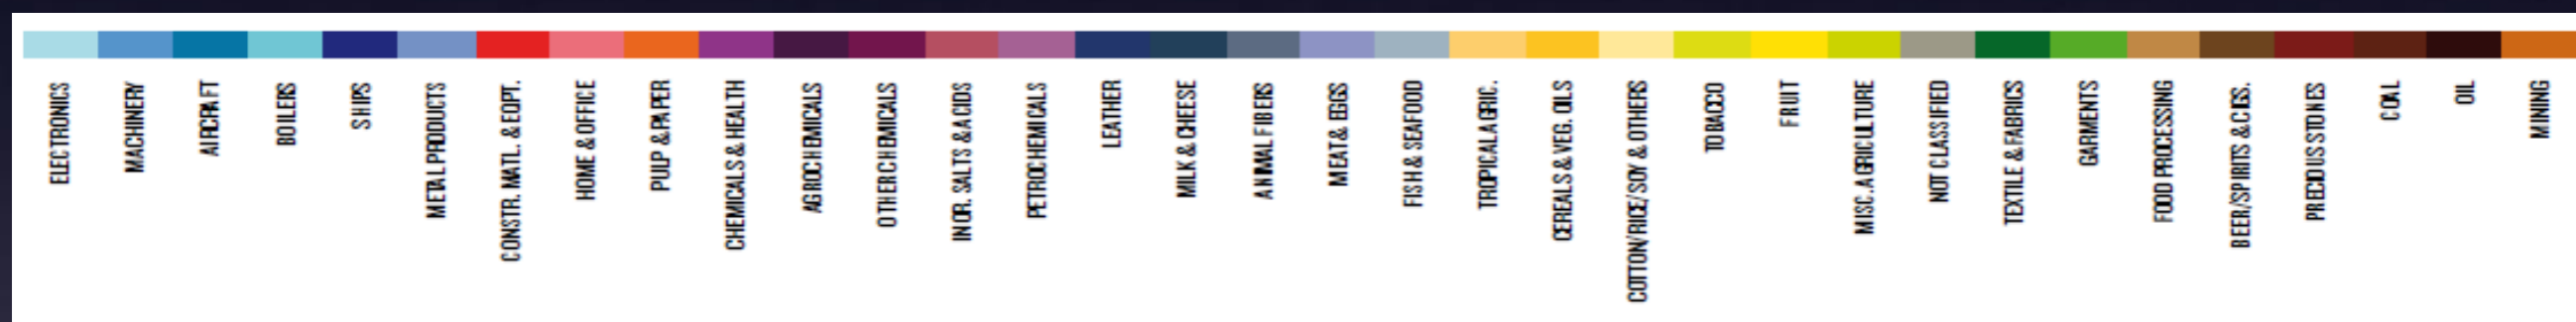 ELECTRONICS
MACHINERY
AIRCRAFT
BOILERS
SHIPS
METAL PRODUCTS
CONSTR. MATL. & EQPT.
HOME & OFFICE
PULP & PAPER
CHEMICALS & HEALTH
AGROCHEMICALS
OTHER CHEMICALS
INOR. SALTS & ACIDS
PETROCHEMICALS
LEATHER
MILK & CHEESE
ANIMAL FIBERS
MEAT & EGGS
FISH & SEAFOOD
TROPICAL AGRIC.
CEREALS & VEG. OILS
COTTON/RICE/SOY & OTHERS
TOBACCO
FRUIT
MISC. AGRICULTURE
NOT CLASSIFIED
TEXTILE & FABRICS
GARMENTS
FOOD PROCESSING
BEER/SPIRITS & CIGS.
PRECIOUS STONES
COAL
OIL
MINING